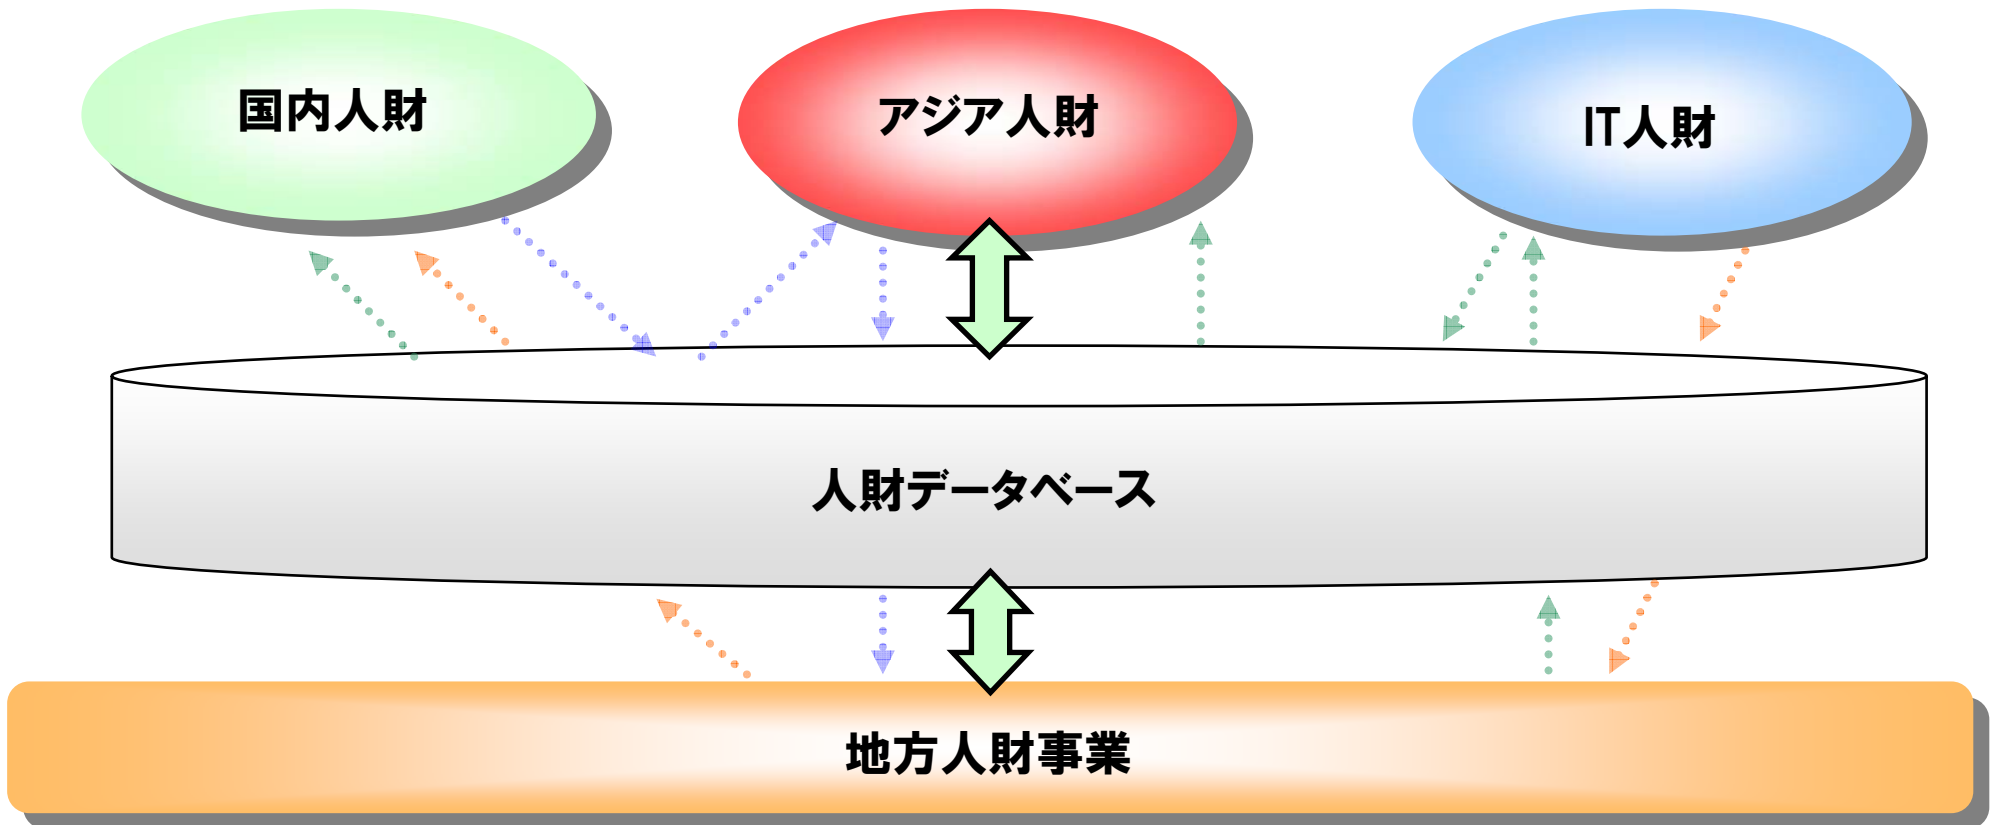 国内人財
アジア人財
IT人財
人財データベース
地方人財事業